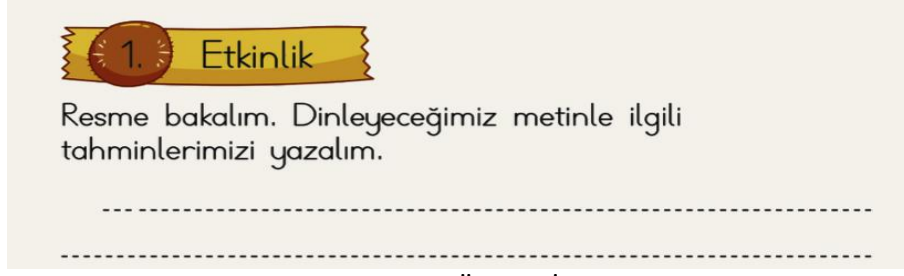 1. Etkinlik
Resme bakalım. Dinleyeceğimiz metinle ilgili
tahminlerimizi yazalım.